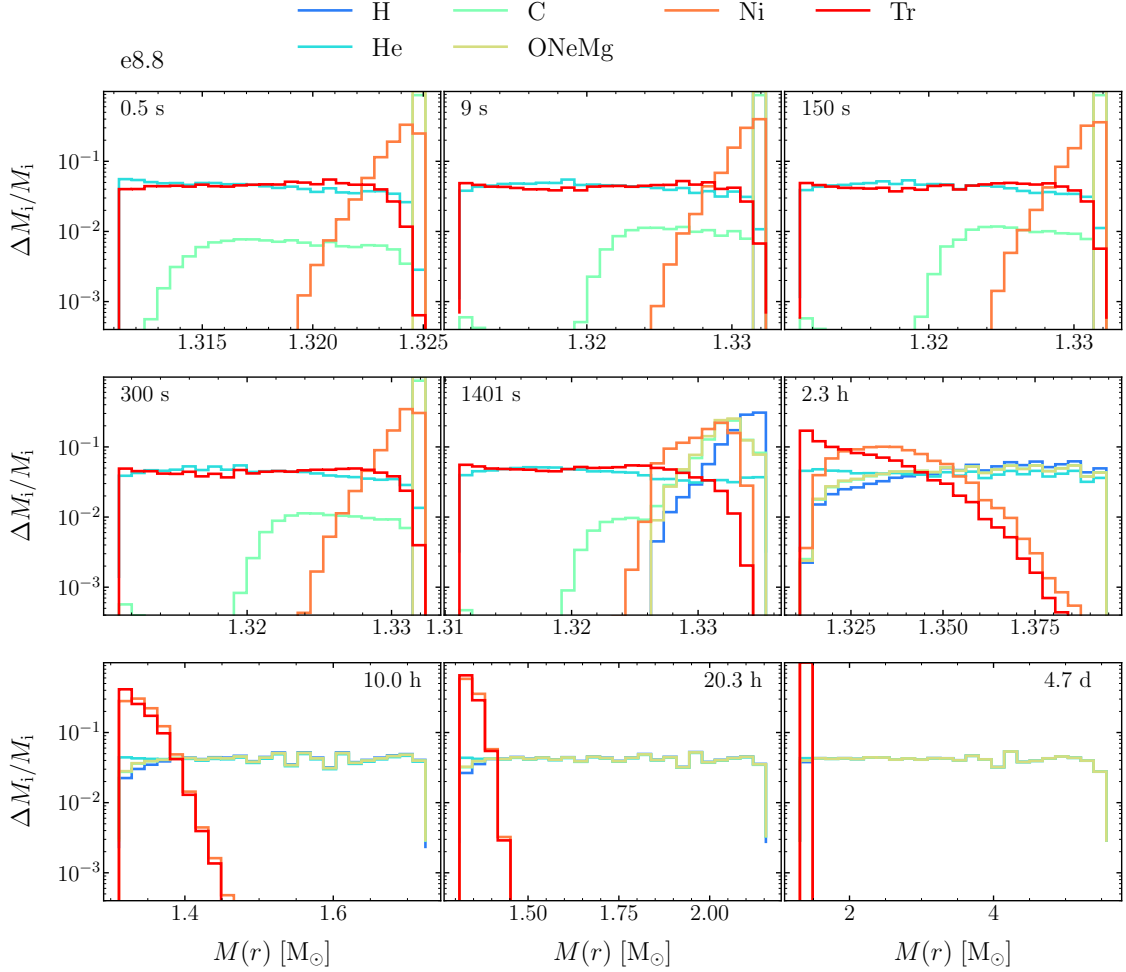 H C Ni Tr
He ONeMg
e8.8
0.5 s 9 s 150 s
ΔM_i/M_i
10^{-1}
10^{-2}
10^{-3}
1.315 1.320 1.325 1.32 1.33 1.32 1.33
300 s 1401 s 2.3 h
ΔM_i/M_i
10^{-1}
10^{-2}
10^{-3}
1.32 1.33 1.31 1.32 1.33 1.325 1.350 1.375
10.0 h 20.3 h 4.7 d
ΔM_i/M_i
10^{-1}
10^{-2}
10^{-3}
1.4 1.6 1.50 1.75 2.00 2 4
M(r) [M_⊙] M(r) [M_⊙] M(r) [M_⊙]